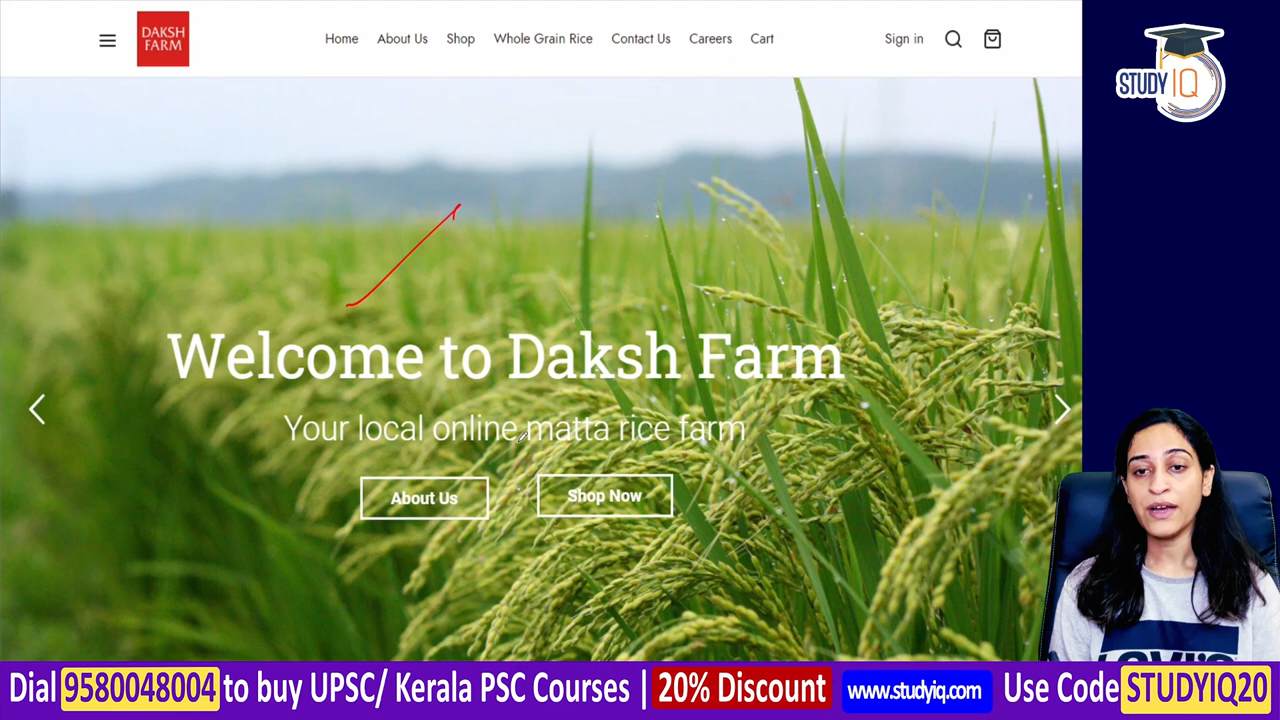 DAKSH
FARM
Home About Us Shop Whole Grain Rice Contact Us Careers Cart
Sign in
STUDY IQ
Welcome to Daksh Farm
Your local online matta rice farm
About Us
Shop Now
Dial 9580048004 to buy UPSC/ Kerala PSC Courses | 20% Discount www.studyiq.com Use Code STUDYIQ20